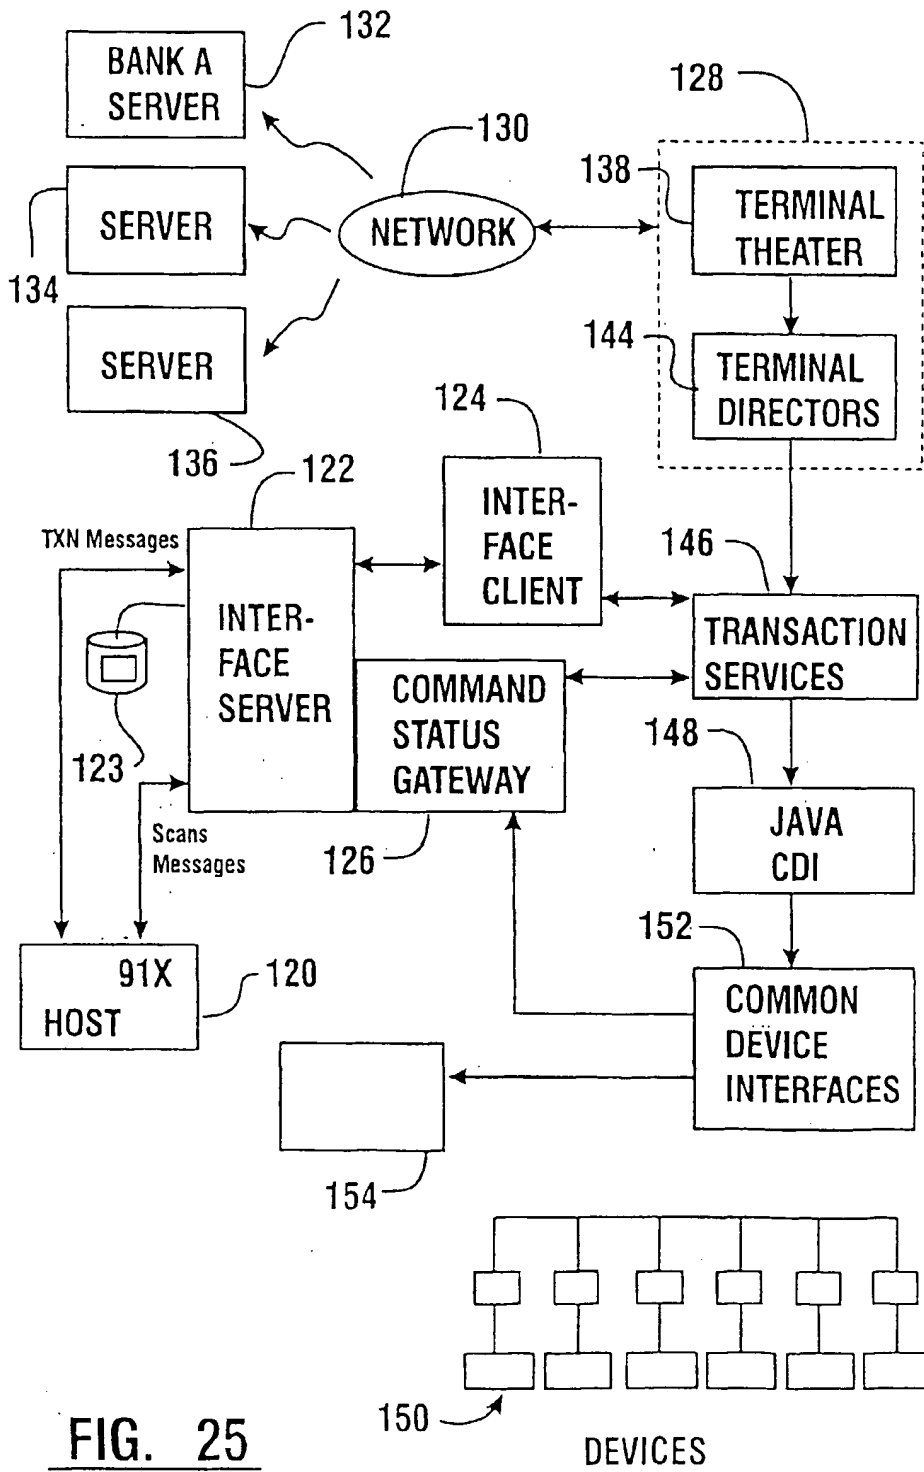 132
BANK A
SERVER
128
130
138
TERMINAL
THEATER
SERVER
NETWORK
134
144
SERVER
TERMINAL
DIRECTORS
124
136
122
INTER-
FACE
CLIENT
TXN Messages
146
INTER-
FACE
SERVER
TRANSACTION
SERVICES
COMMAND
STATUS
GATEWAY
148
123
JAVA
CDI
Scans
Messages
126
152
91X
HOST
120
COMMON
DEVICE
INTERFACES
154
150
FIG. 25
DEVICES